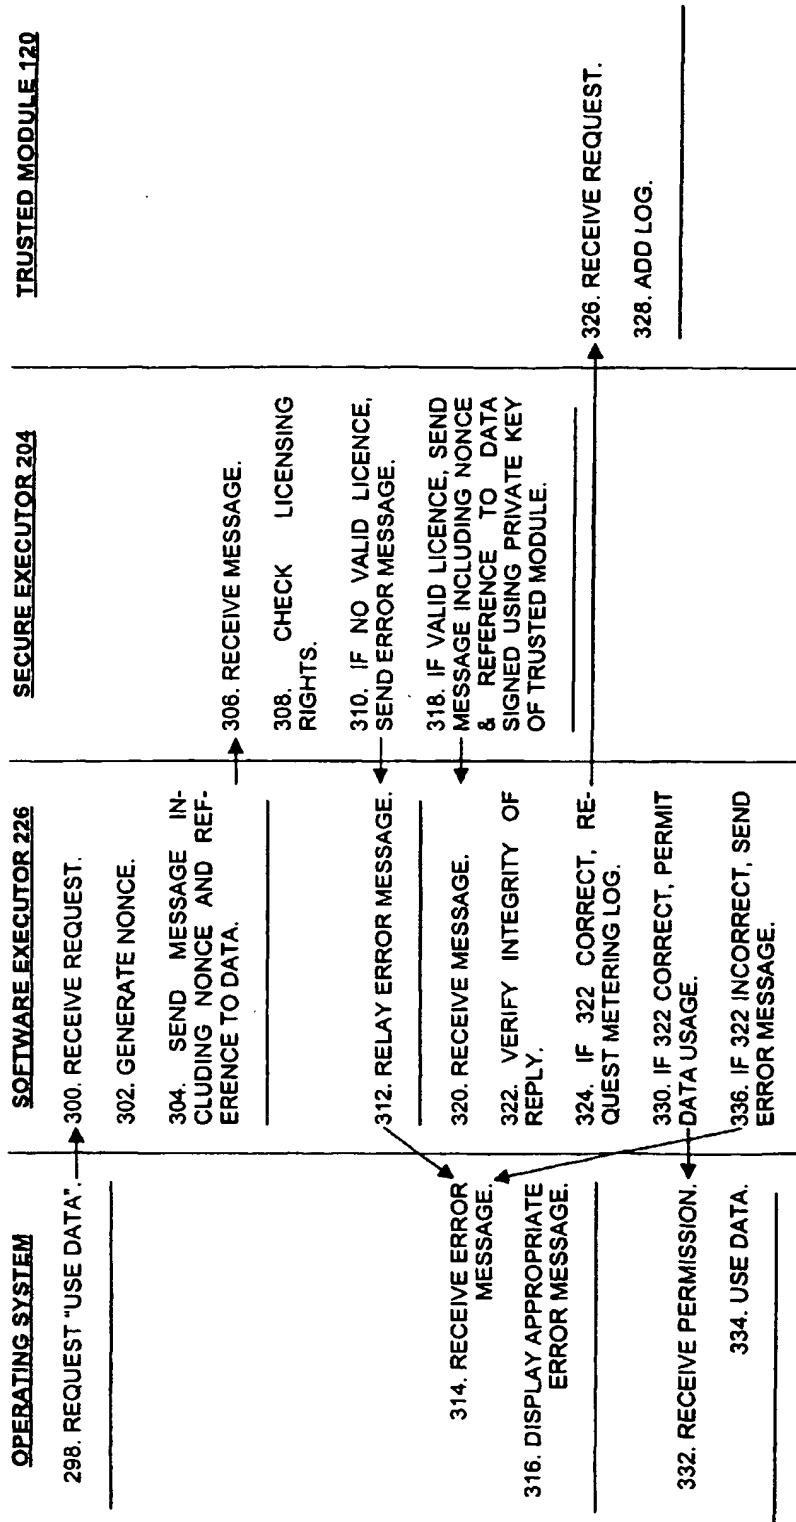 OPERATING SYSTEM
298. REQUEST "USE DATA".
314. RECEIVE ERROR
MESSAGE.
316. DISPLAY APPROPRIATE
ERROR MESSAGE.
332. RECEIVE PERMISSION.
334. USE DATA.
SOFTWARE EXECUTOR 226
300. RECEIVE REQUEST.
302. GENERATE NONCE.
304. SEND MESSAGE IN-
CLUDING NONCE AND REF-
ERENCE TO DATA.
312. RELAY ERROR MESSAGE.
320. RECEIVE MESSAGE.
322. VERIFY INTEGRITY OF
REPLY.
324. IF 322 CORRECT, RE-
QUEST METERING LOG.
330. IF 322 CORRECT, PERMIT
DATA USAGE.
336. IF 322 INCORRECT, SEND
ERROR MESSAGE.
SECURE EXECUTOR 204
306. RECEIVE MESSAGE.
308. CHECK LICENSING
RIGHTS.
310. IF NO VALID LICENCE,
SEND ERROR MESSAGE.
318. IF VALID LICENCE, SEND
MESSAGE INCLUDING NONCE
& REFERENCE TO DATA
SIGNED USING PRIVATE KEY
OF TRUSTED MODULE.
TRUSTED MODULE 120
326. RECEIVE REQUEST.
328. ADD LOG.